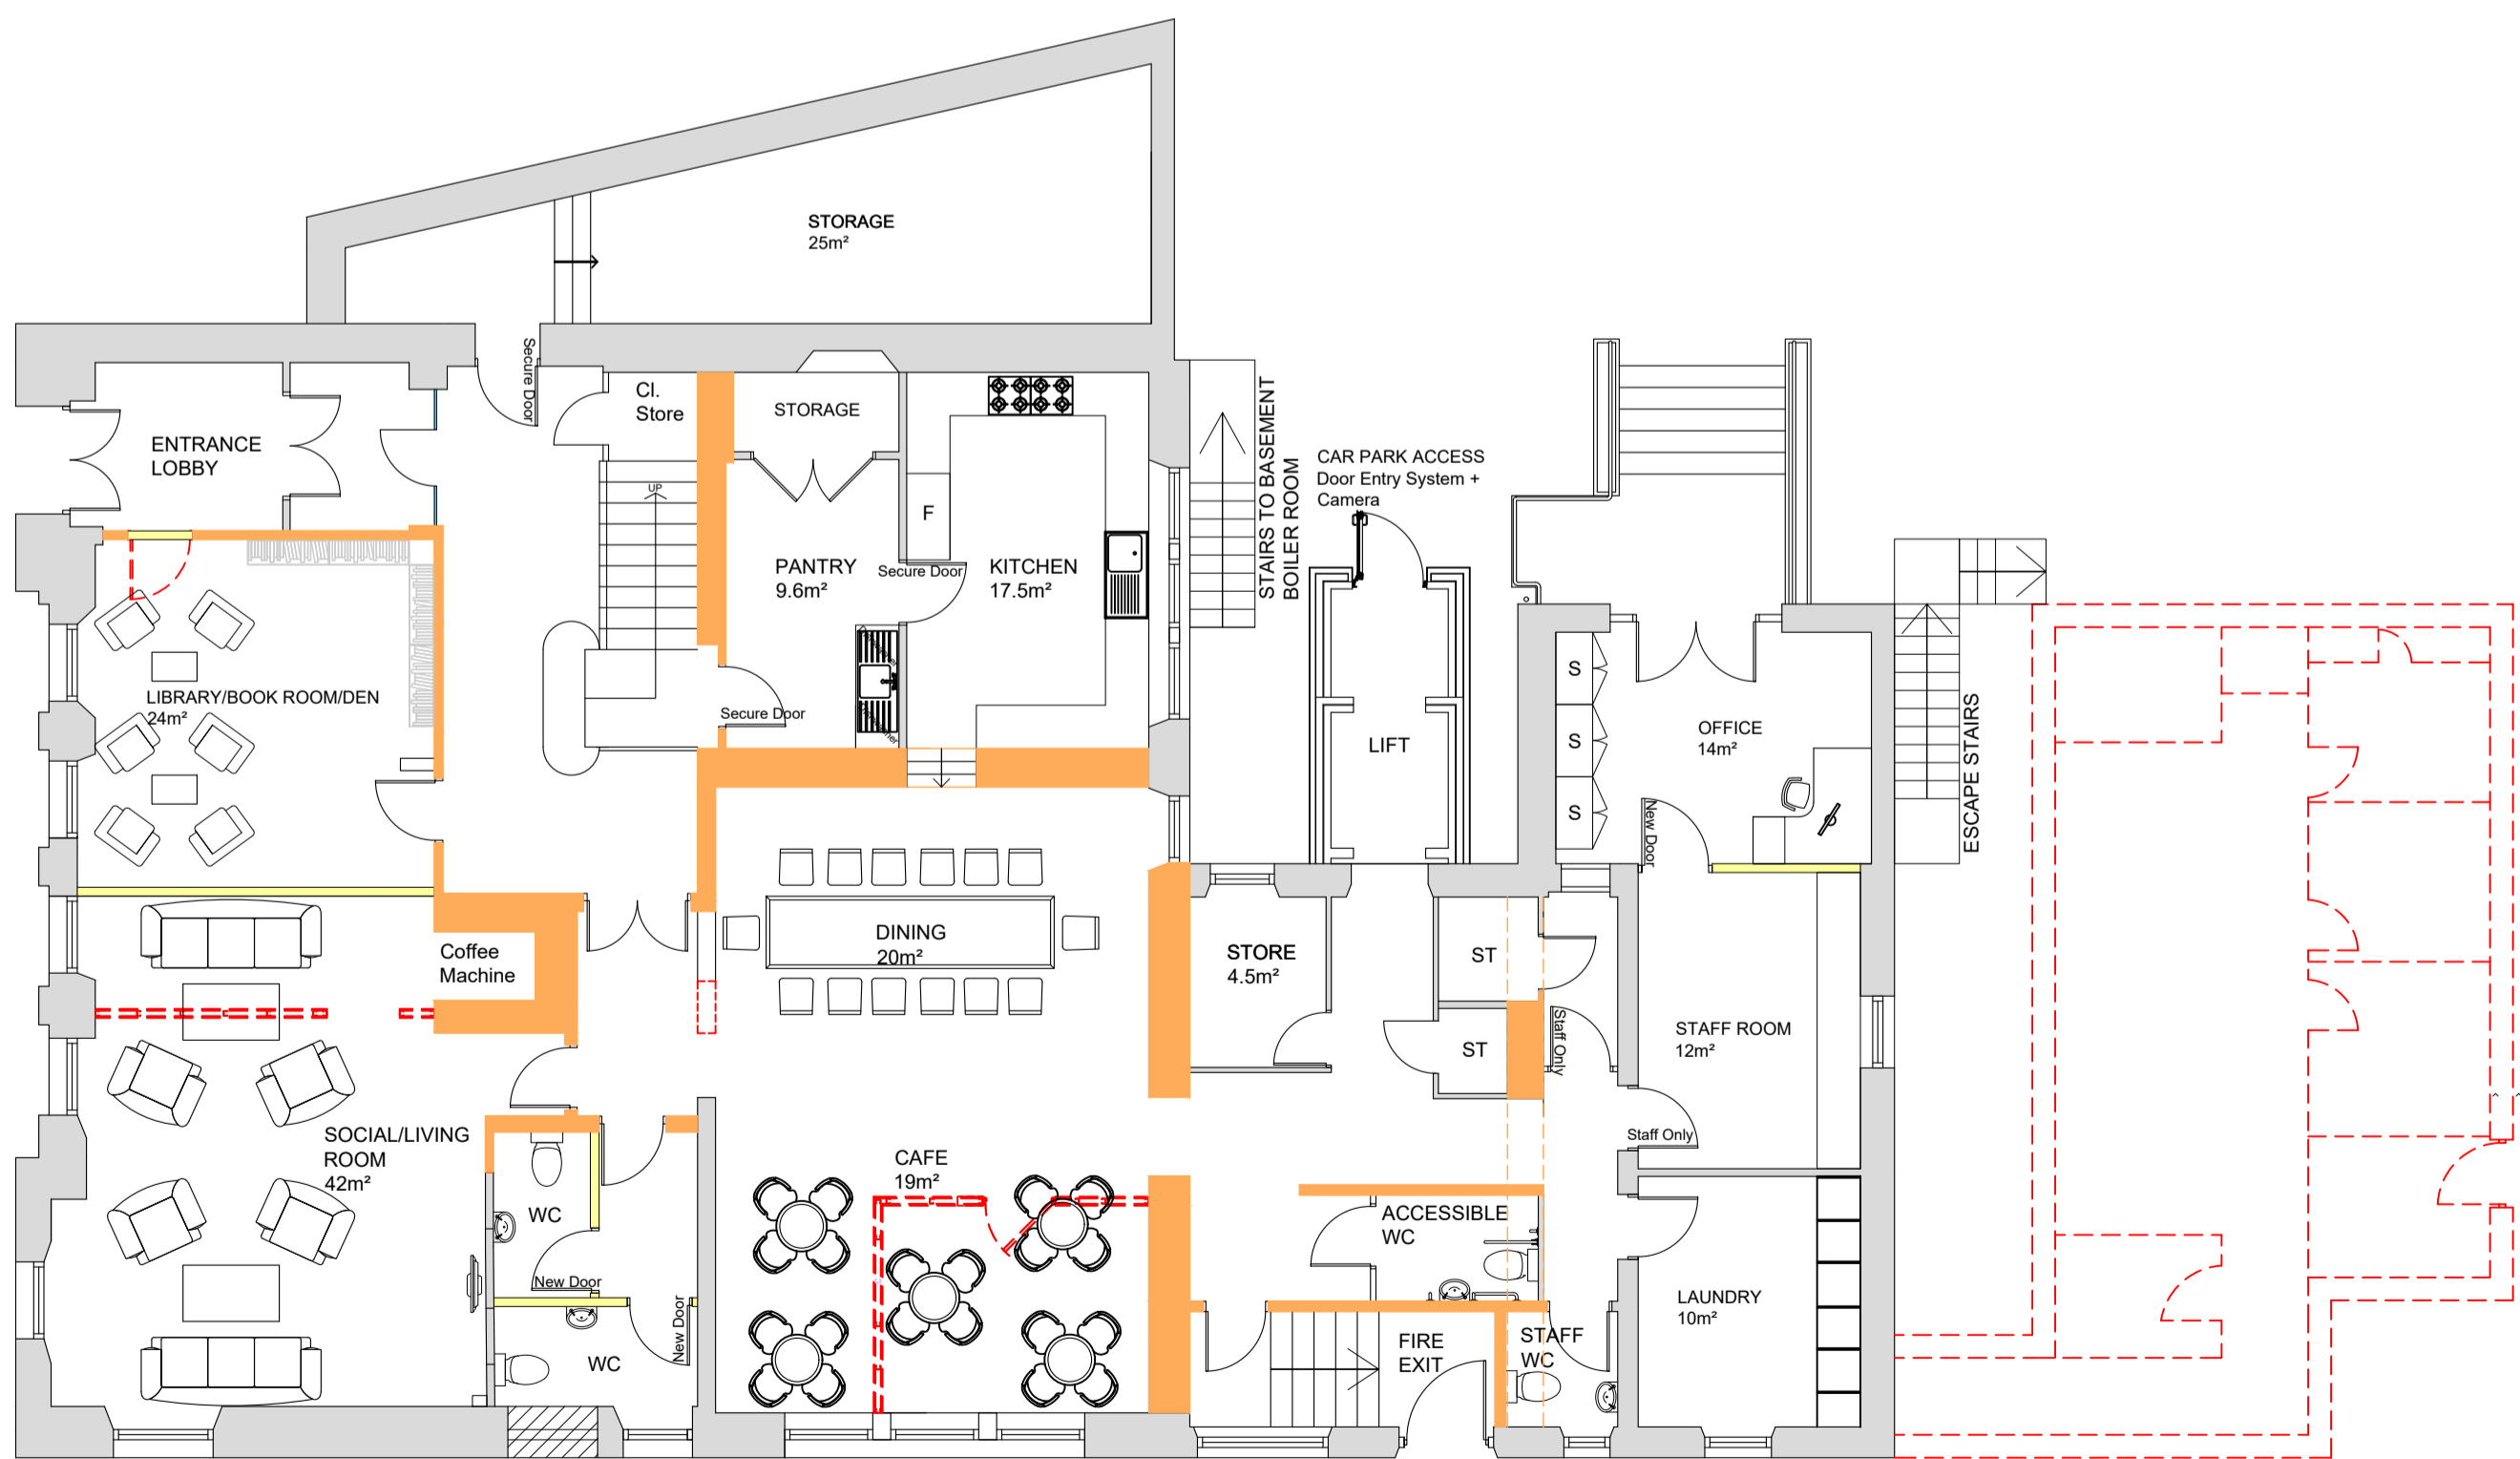 STORAGE
25m²
Secure Door
Cl.
Store
STORAGE
ENTRANCE
LOBBY
UP
F
PANTRY
9.6m²
Secure Door
KITCHEN
17.5m²
STAIRS TO BASEMENT
BOILER ROOM
CAR PARK ACCESS
Door Entry System +
Camera
LIBRARY/BOOK ROOM/DEN
24m²
Secure Door
LIFT
S
S
S
OFFICE
14m²
New Door
ESCAPE STAIRS
Coffee
Machine
DINING
20m²
STORE
4.5m²
ST
ST
Staff Only
STAFF ROOM
12m²
Staff Only
SOCIAL/LIVING
ROOM
42m²
CAFE
19m²
WC
New Door
New Door
WC
ACCESSIBLE
WC
FIRE
EXIT
STAFF
WC
LAUNDRY
10m²